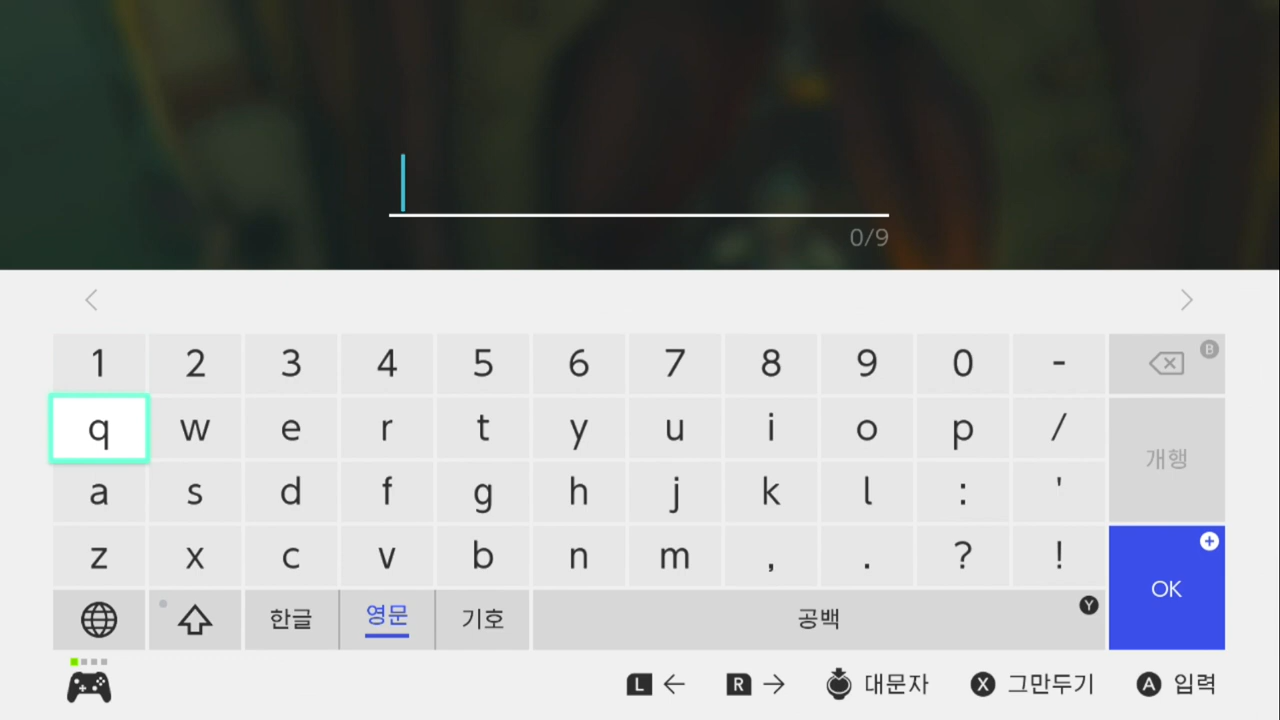 0/9
1 2 3 4 5 6 7 8 9 0 - B
q w e r t y u i o p / 개행
a s d f g h j k l : '
z x c v b n m , . ? ! OK
한글 영문 기호 공백 Y
L ← R → 대문자 X 그만두기 A 입력